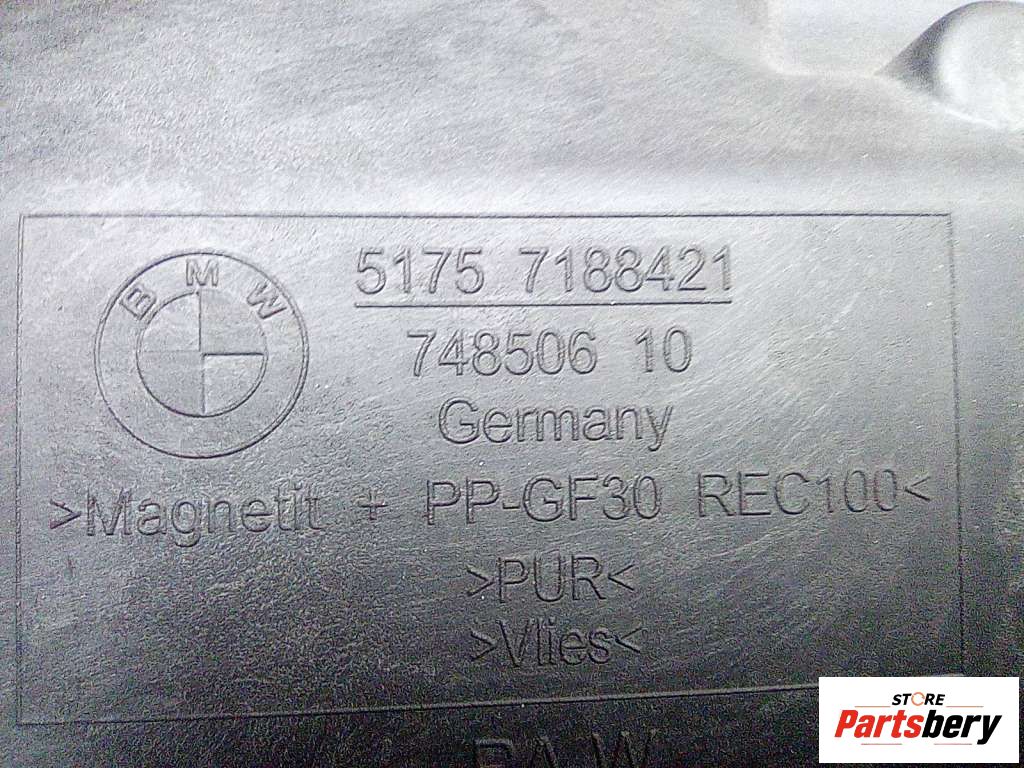 BMW
5175 7188421
748506 10
Germany
>Magnetit + PP-GF30 REC100<
>PUR<
>Vlies<
STORE
Partsbery